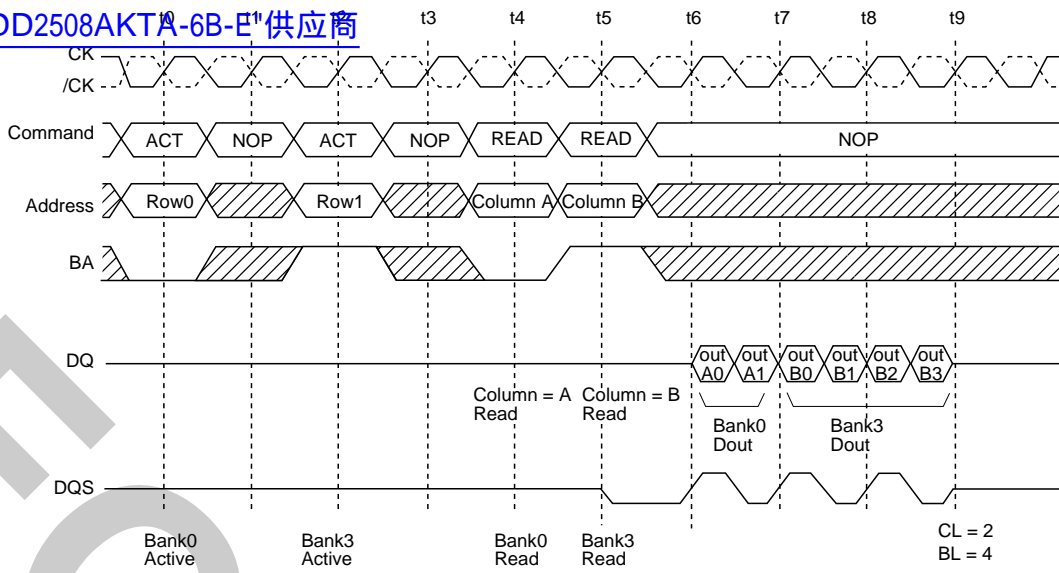 DD2508AKTA-6B-E"供应商
t0 t1 t2 t3 t4 t5 t6 t7 t8 t9
CK
/CK
Command ACT NOP ACT NOP READ READ NOP
Address Row0 Row1 Column A Column B
BA
DQ out A0 out A1 out B0 out B1 out B2 out B3
Column = A Read
Column = B Read
Bank0 Dout
Bank3 Dout
DQS
Bank0 Active
Bank3 Active
Bank0 Read
Bank3 Read
CL = 2
BL = 4